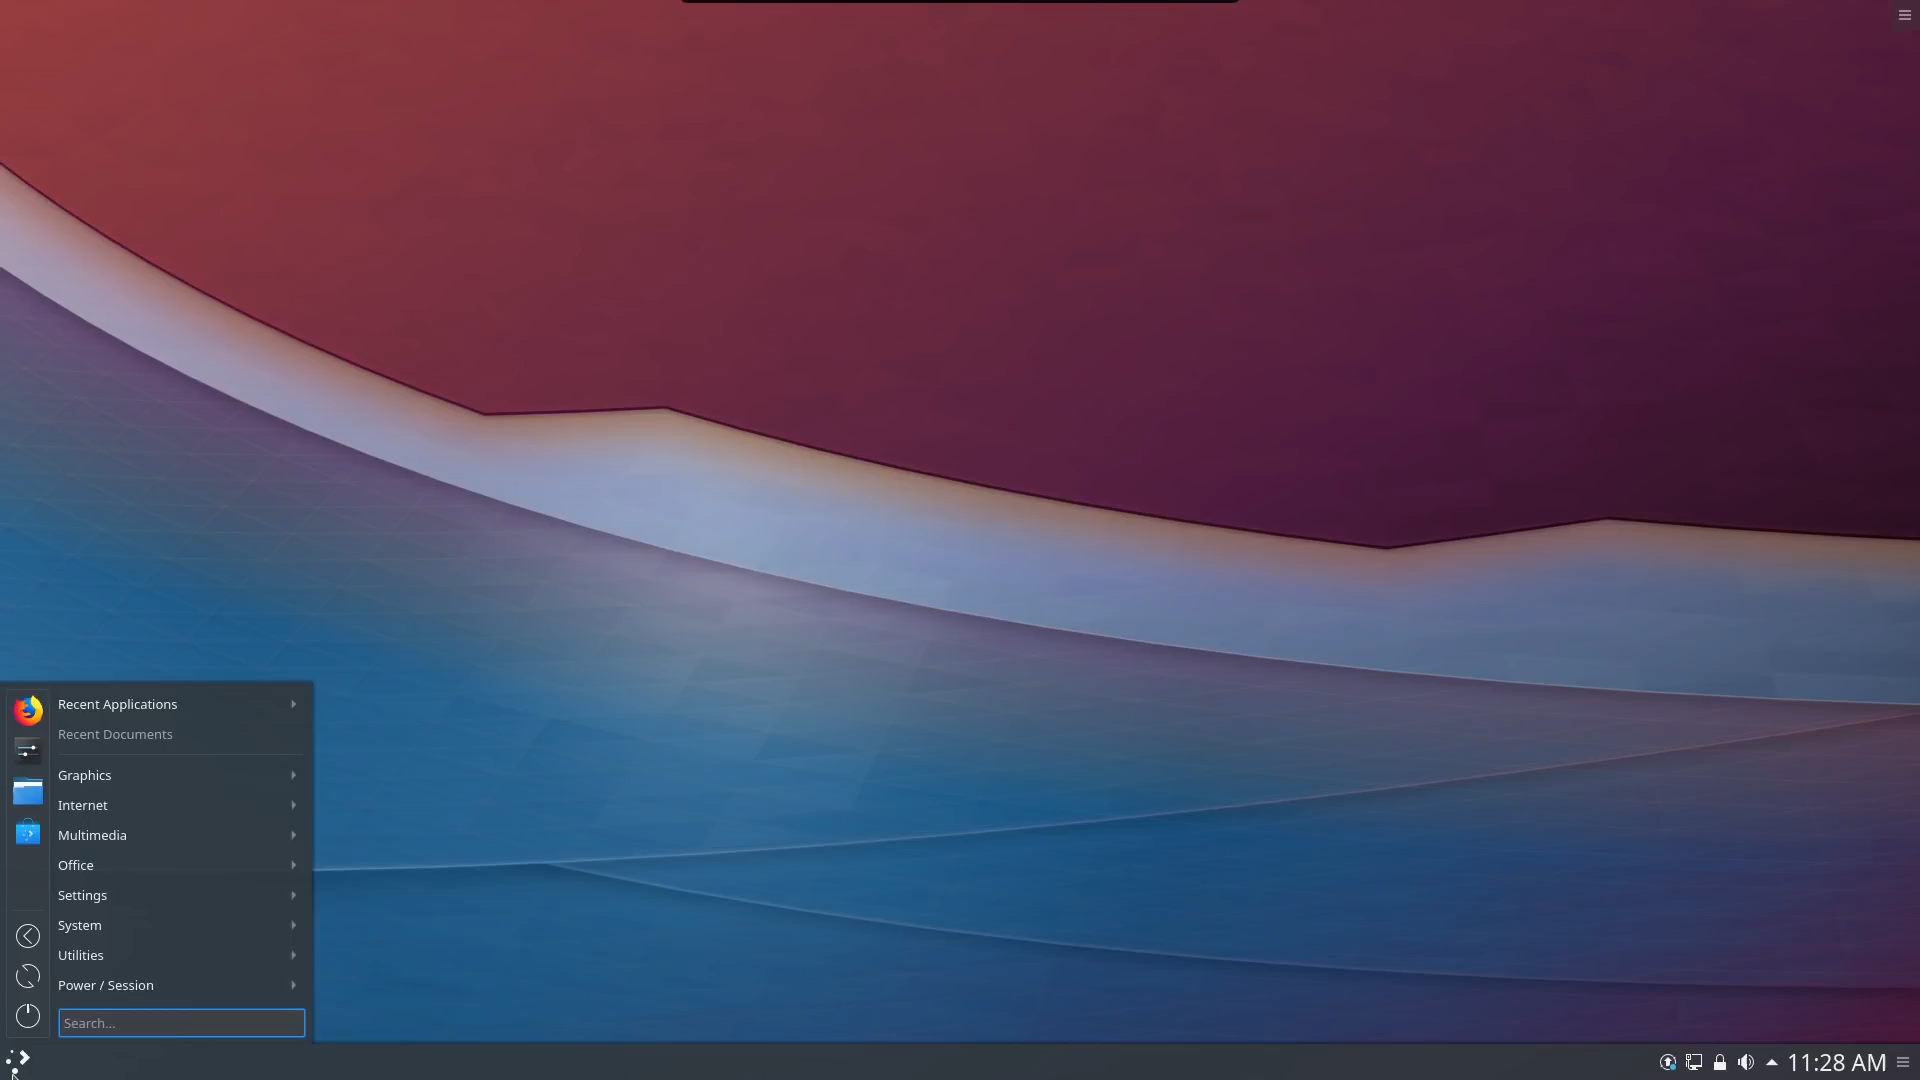 Recent Applications
Recent Documents
Graphics
Internet
Multimedia
Office
Settings
System
Utilities
Power / Session
Search...
11:28 AM